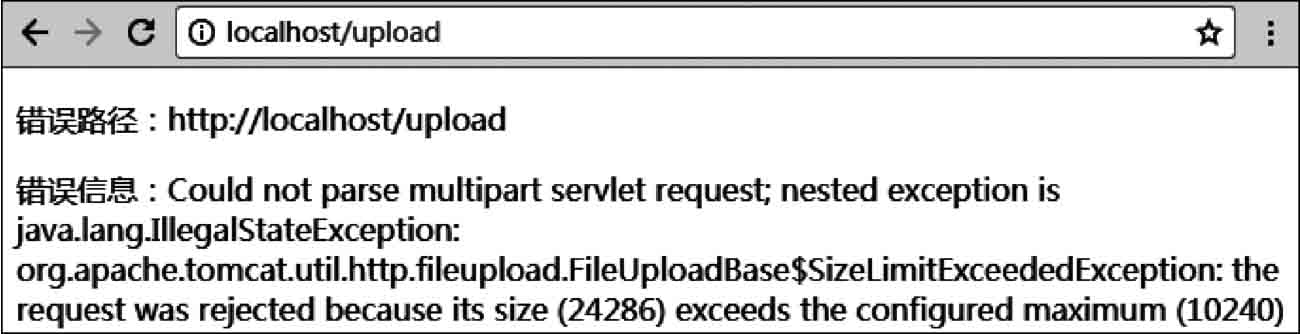 localhost/upload
错误路径：http://localhost/upload
错误信息：Could not parse multipart servlet request; nested exception is
java.lang.IllegalStateException:
org.apache.tomcat.util.http.fileupload.FileUploadBase$SizeLimitExceededException: the
request was rejected because its size (24286) exceeds the configured maximum (10240)